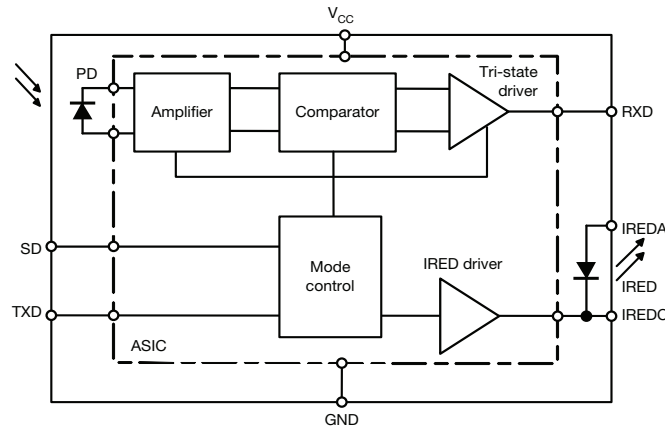 VCC
PD
Tri-state
driver
Amplifier
Comparator
RXD
IREDA
SD
Mode
control
IRED driver
IRED
TXD
IREDC
ASIC
GND